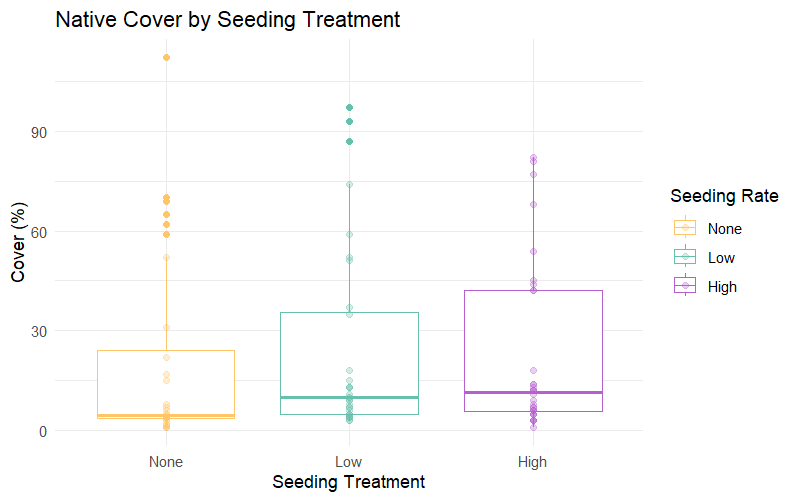 Native Cover by Seeding Treatment
Cover (%)
90
60
30
0
None
Low
High
Seeding Treatment
Seeding Rate
None
Low
High